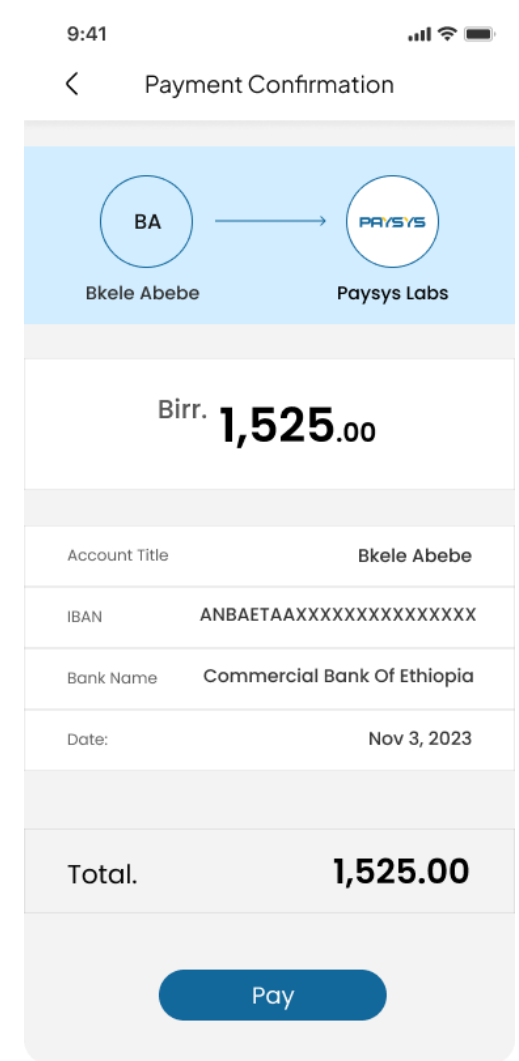 9:41
Payment Confirmation
BA
PAYSYS
Bkele Abebe
Paysys Labs
Birr. 1,525.00
Account Title Bkele Abebe
IBAN ANBAETAAXXXXXXXXXXXXXXX
Bank Name Commercial Bank Of Ethiopia
Date: Nov 3, 2023
Total. 1,525.00
Pay